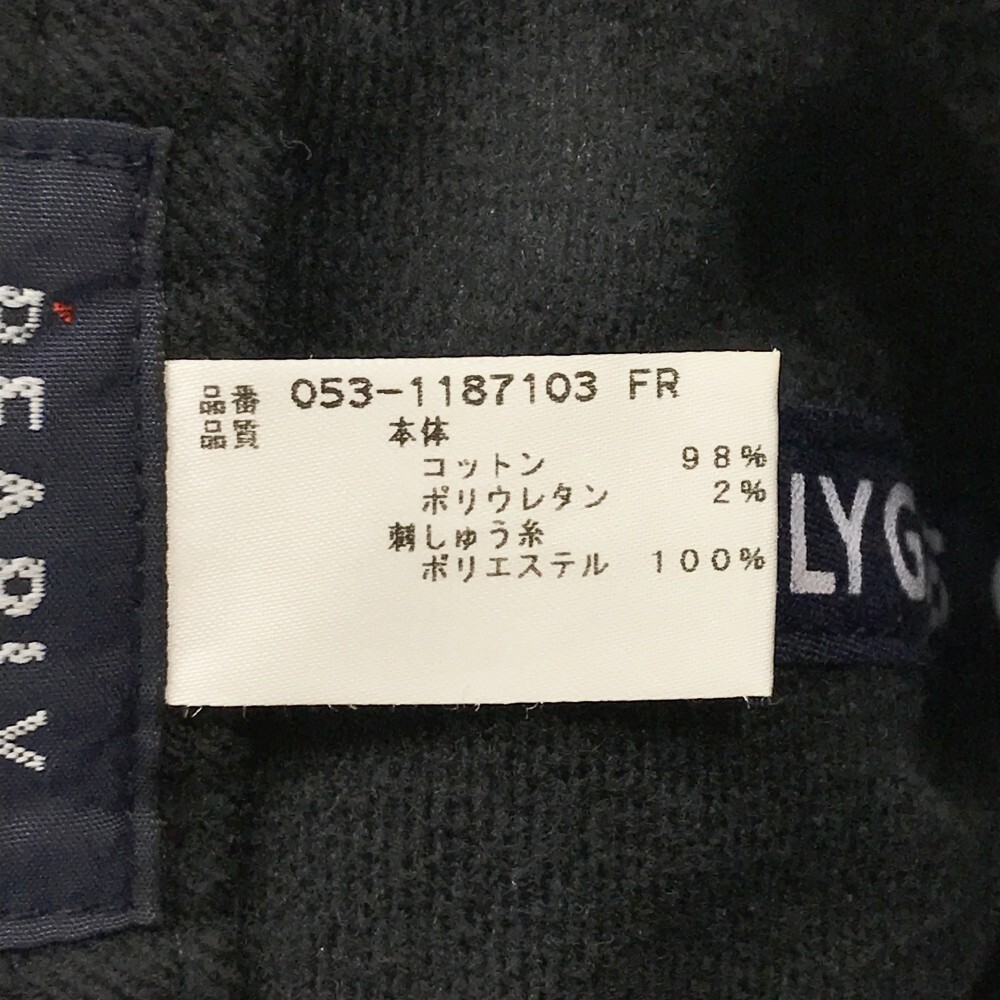 品番 053-1187103 FR
品質 本体
コットン 98%
ポリウレタン 2%
刺しゅう糸
ポリエステル 100%
LYG